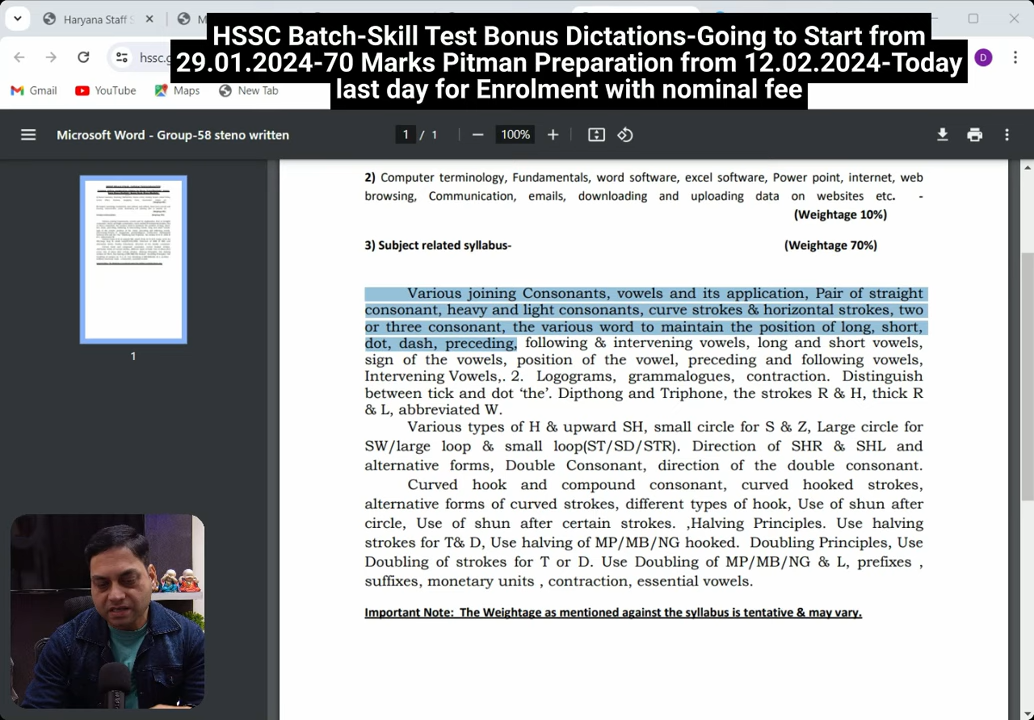 Haryana Staff S
HSSC Batch-Skill Test Bonus Dictations-Going to Start from
29.01.2024-70 Marks Pitman Preparation from 12.02.2024-Today
last day for Enrolment with nominal fee
hssc.g
D
Gmail
YouTube
Maps
New Tab
Microsoft Word - Group-58 steno written
1 / 1
100%
1
2) Computer terminology, Fundamentals, word software, excel software, Power point, internet, web
browsing, Communication, emails, downloading and uploading data on websites etc. -
(Weightage 10%)
3) Subject related syllabus- (Weightage 70%)
Various joining Consonants, vowels and its application, Pair of straight
consonant, heavy and light consonants, curve strokes & horizontal strokes, two
or three consonant, the various word to maintain the position of long, short,
dot, dash, preceding, following & intervening vowels, long and short vowels,
sign of the vowels, position of the vowel, preceding and following vowels,
Intervening Vowels,. 2. Logograms, grammalogues, contraction. Distinguish
between tick and dot ‘the’. Dipthong and Triphone, the strokes R & H, thick R
& L, abbreviated W.
Various types of H & upward SH, small circle for S & Z, Large circle for
SW/large loop & small loop(ST/SD/STR). Direction of SHR & SHL and
alternative forms, Double Consonant, direction of the double consonant.
Curved hook and compound consonant, curved hooked strokes,
alternative forms of curved strokes, different types of hook, Use of shun after
circle, Use of shun after certain strokes. ,Halving Principles. Use halving
strokes for T& D, Use halving of MP/MB/NG hooked. Doubling Principles, Use
Doubling of strokes for T or D. Use Doubling of MP/MB/NG & L, prefixes ,
suffixes, monetary units , contraction, essential vowels.
Important Note: The Weightage as mentioned against the syllabus is tentative & may vary.